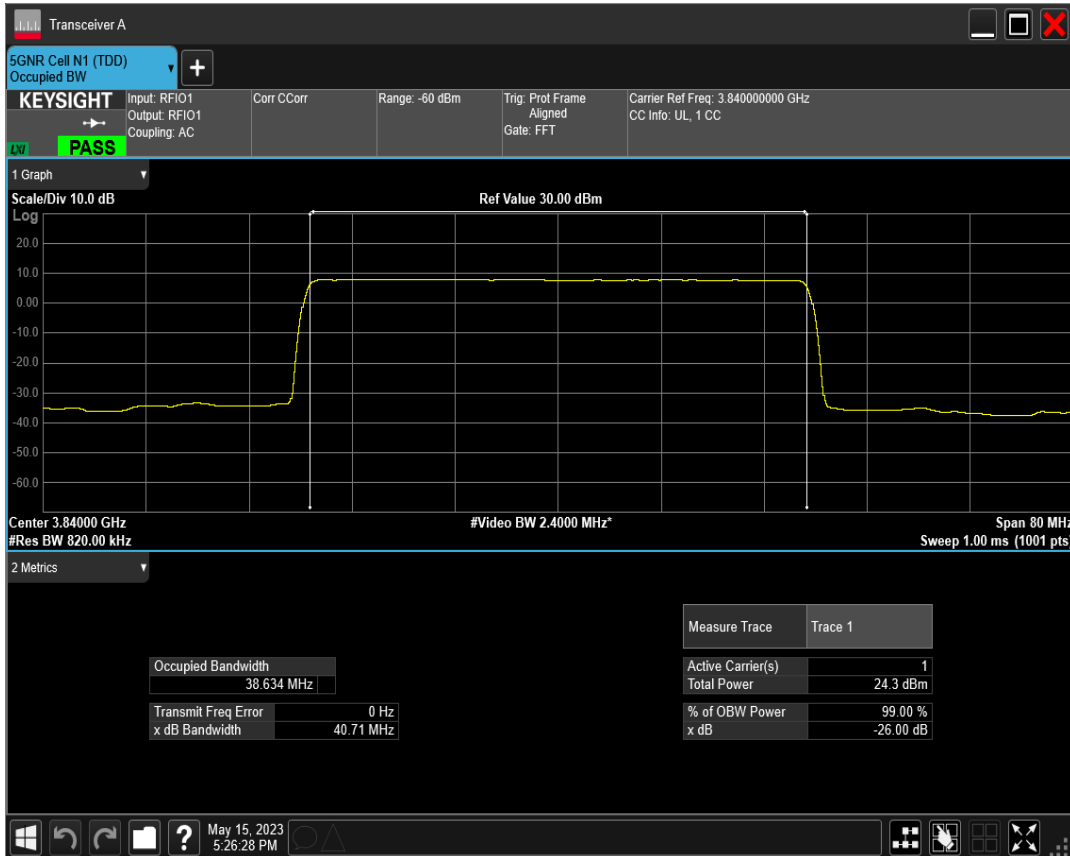 Transceiver A
5GNR Cell N1 (TDD)
Occupied BW
+
KEYSIGHT
LXI
PASS
Input: RFIO1
Output: RFIO1
Coupling: AC
Corr CCorr
Range: -60 dBm
Trig: Prot Frame
Aligned
Gate: FFT
Carrier Ref Freq: 3.840000000 GHz
CC Info: UL, 1 CC
1 Graph
Scale/Div 10.0 dB
Ref Value 30.00 dBm
Log
20.0
10.0
0.00
-10.0
-20.0
-30.0
-40.0
-50.0
-60.0
Center 3.84000 GHz
#Video BW 2.4000 MHz*
Span 80 MHz
#Res BW 820.00 kHz
Sweep 1.00 ms (1001 pts)
2 Metrics
Measure Trace Trace 1
Occupied Bandwidth
38.634 MHz
Transmit Freq Error 0 Hz
x dB Bandwidth 40.71 MHz
Active Carrier(s) 1
Total Power 24.3 dBm
% of OBW Power 99.00 %
x dB -26.00 dB
?
May 15, 2023
5:26:28 PM